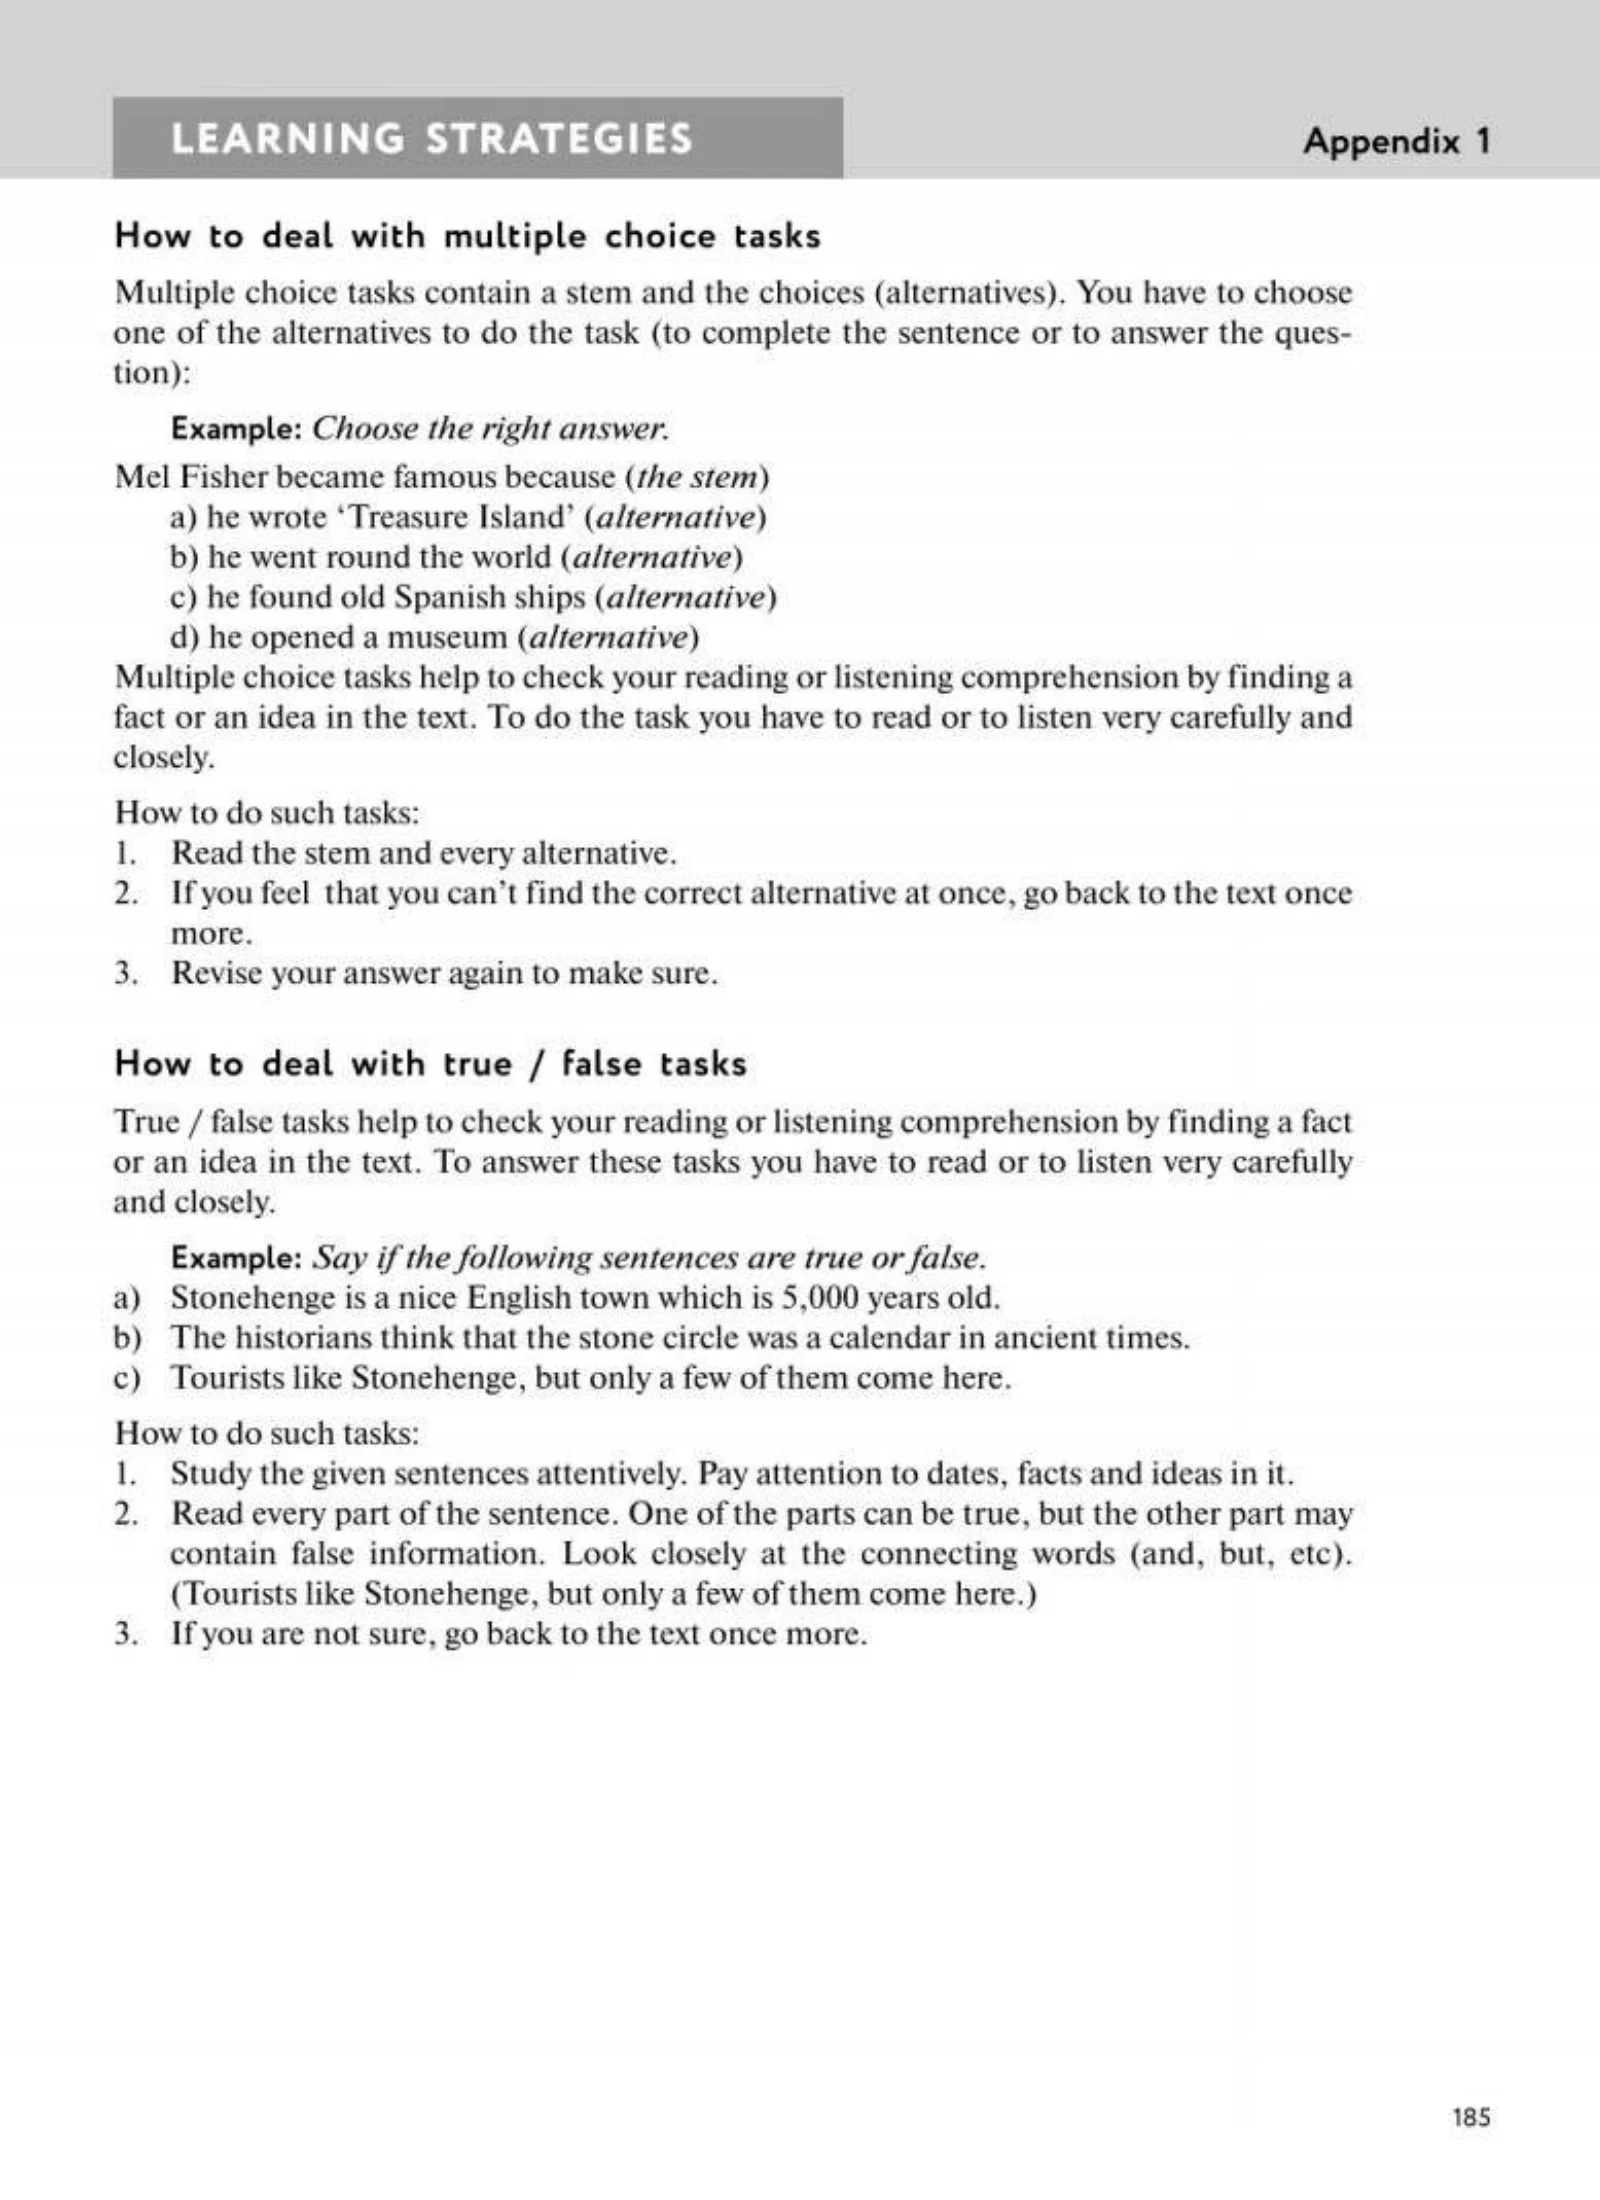 LEARNING STRATEGIES
Appendix 1
How to deal with multiple choice tasks
Multiple choice tasks contain a stem and the choices (alternatives). You have to choose
one of the alternatives to do the task (to complete the sentence or to answer the ques-
tion):
Example: Choose the right answer.
Mel Fisher became famous because (the stem)
a) he wrote ‘Treasure Island’ (alternative)
b) he went round the world (alternative)
c) he found old Spanish ships (alternative)
d) he opened a museum (alternative)
Multiple choice tasks help to check your reading or listening comprehension by finding a
fact or an idea in the text. To do the task you have to read or to listen very carefully and
closely.
How to do such tasks:
1. Read the stem and every alternative.
2. If you feel that you can’t find the correct alternative at once, go back to the text once
more.
3. Revise your answer again to make sure.
How to deal with true / false tasks
True / false tasks help to check your reading or listening comprehension by finding a fact
or an idea in the text. To answer these tasks you have to read or to listen very carefully
and closely.
Example: Say if the following sentences are true or false.
a) Stonehenge is a nice English town which is 5,000 years old.
b) The historians think that the stone circle was a calendar in ancient times.
c) Tourists like Stonehenge, but only a few of them come here.
How to do such tasks:
1. Study the given sentences attentively. Pay attention to dates, facts and ideas in it.
2. Read every part of the sentence. One of the parts can be true, but the other part may
contain false information. Look closely at the connecting words (and, but, etc).
(Tourists like Stonehenge, but only a few of them come here.)
3. If you are not sure, go back to the text once more.
185